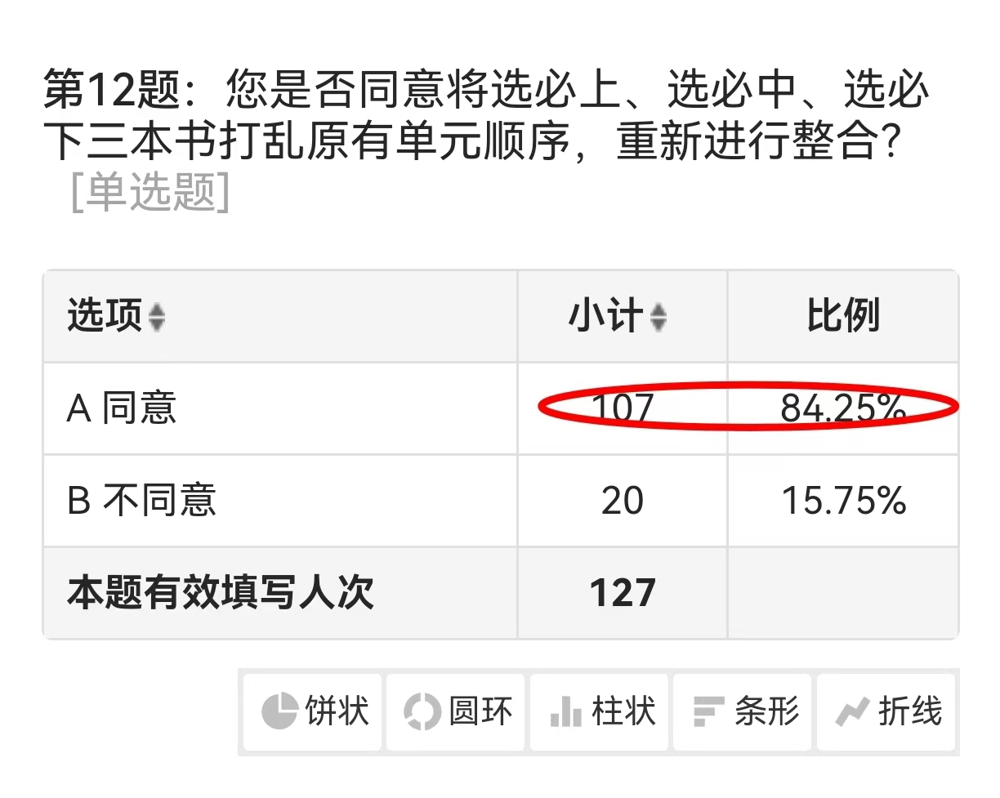 第12题：您是否同意将选必上、选必中、选必
下三本书打乱原有单元顺序，重新进行整合？
[单选题]
选项 小计 比例
A 同意 107 84.25%
B 不同意 20 15.75%
本题有效填写人次 127
饼状 圆环 柱状 条形 折线